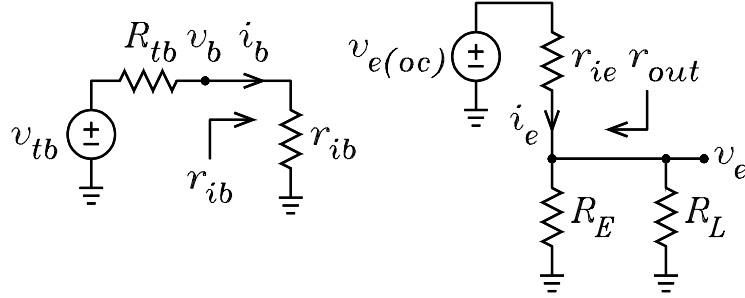 R_tb v_b i_b
v_tb
±
r_ib
r_ib
v_e(oc)
±
r_ie r_out
i_e
v_e
R_E
R_L